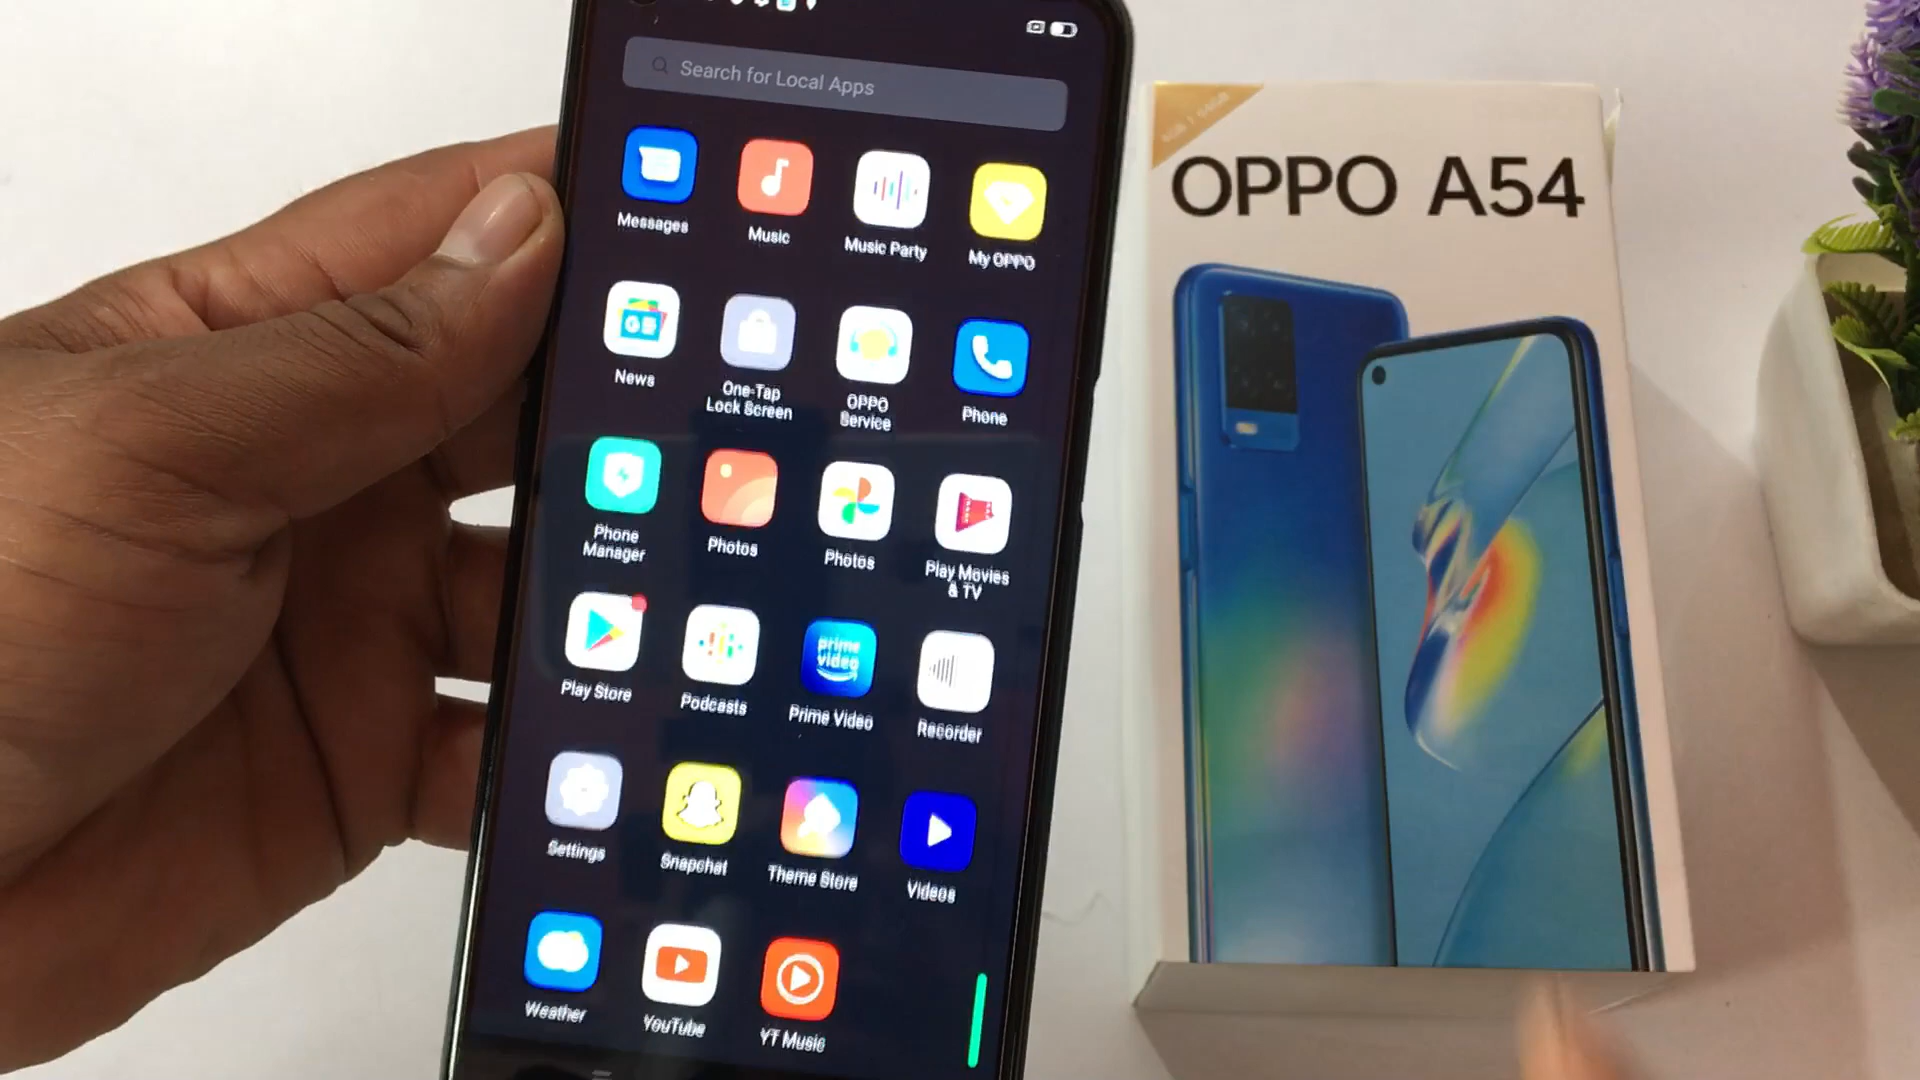 Search for Local Apps
Messages
Music
Music Party
My OPPO
News
One-Tap
Lock Screen
OPPO
Service
Phone
Phone
Manager
Photos
Photos
Play Movies
& TV
Play Store
Podcasts
prime
video
Prime Video
Recorder
Settings
Snapchat
Theme Store
Videos
Weather
YouTube
YT Music
OPPO A54